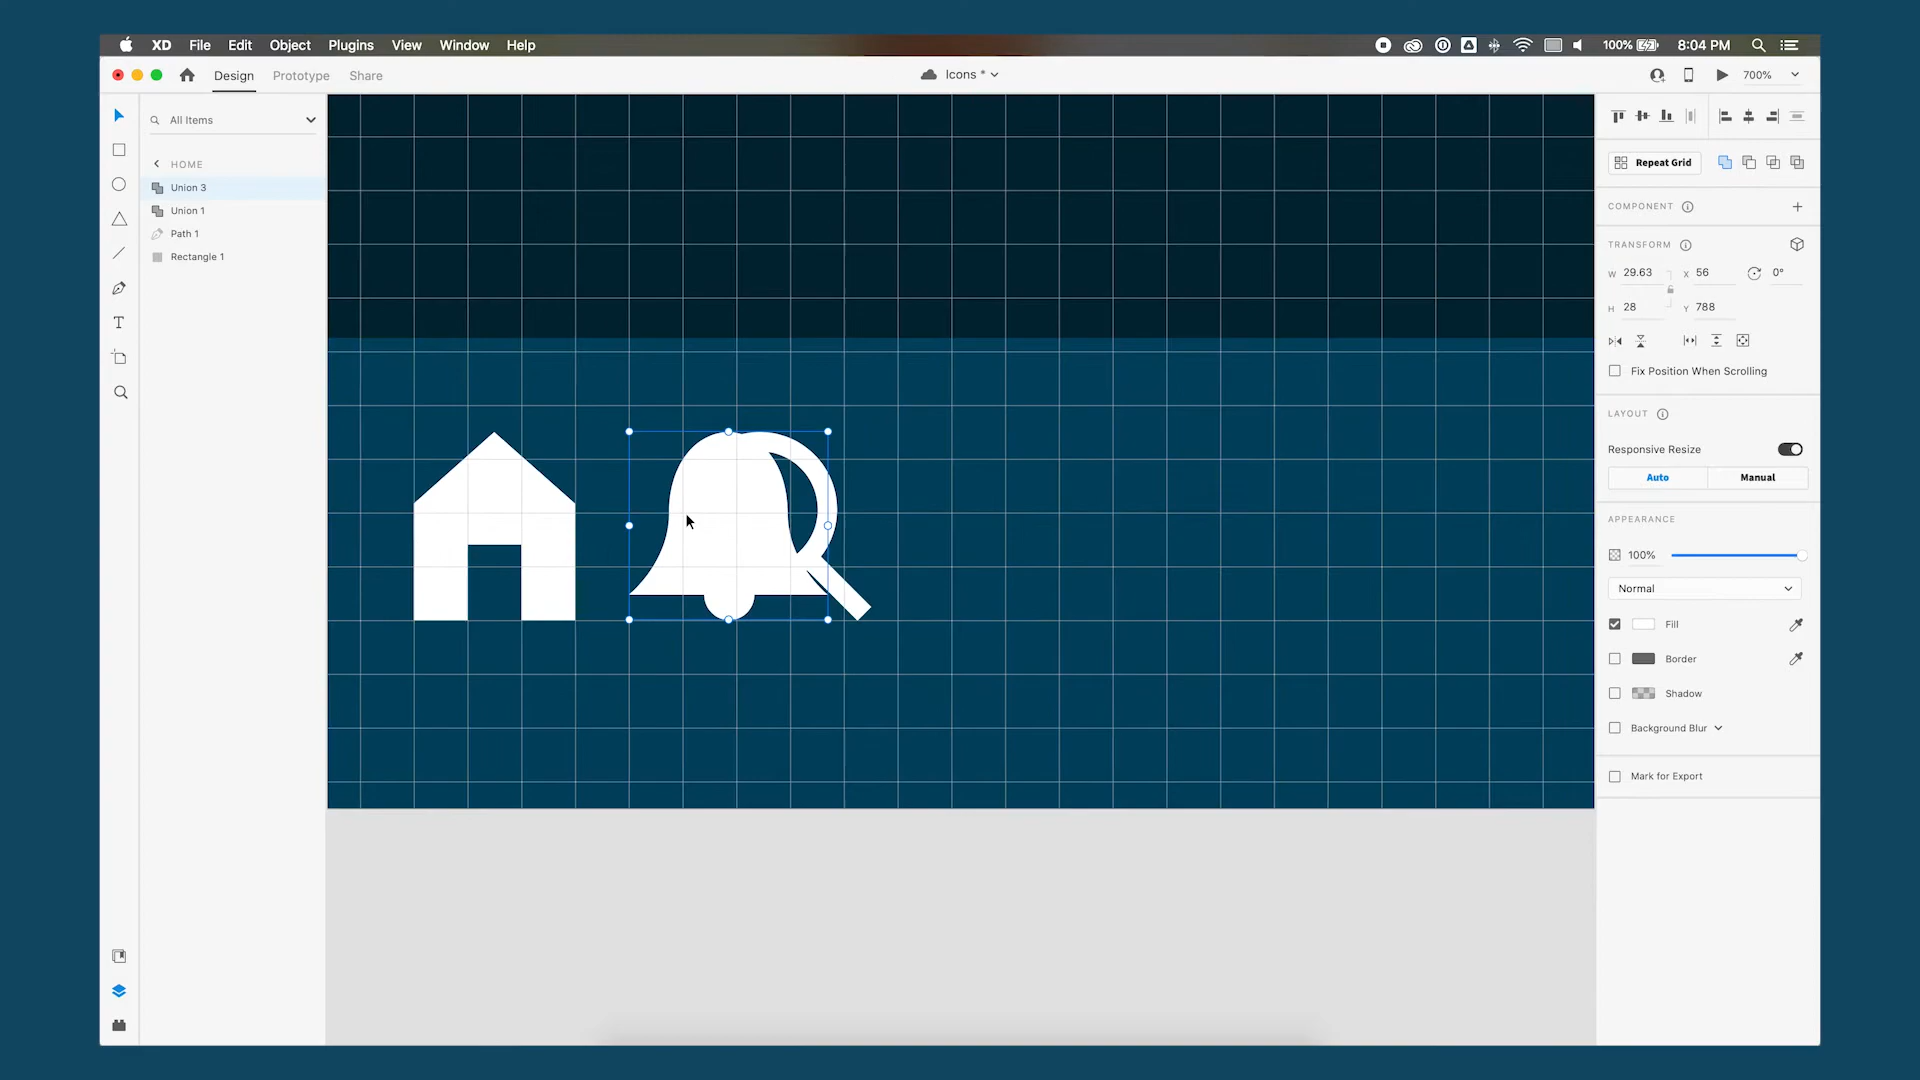 XD File Edit Object Plugins View Window Help
100% 8:04 PM
Design Prototype Share
Icons *
700%
All Items
HOME
Union 3
Union 1
Path 1
Rectangle 1
T
Repeat Grid
COMPONENT
TRANSFORM
W 29.63 X 56 0°
H 28 Y 788
Fix Position When Scrolling
LAYOUT
Responsive Resize
Auto Manual
APPEARANCE
100%
Normal
Fill
Border
Shadow
Background Blur
Mark for Export